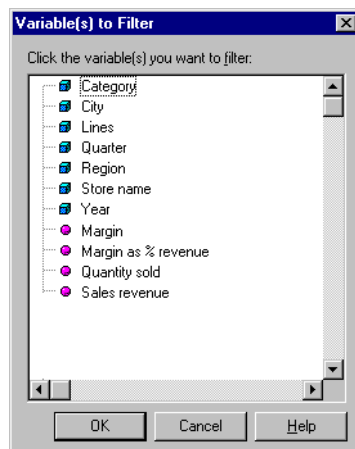 Variable(s) to Filter
Click the variable(s) you want to filter:
Category
City
Lines
Quarter
Region
Store name
Year
Margin
Margin as % revenue
Quantity sold
Sales revenue
OK Cancel Help